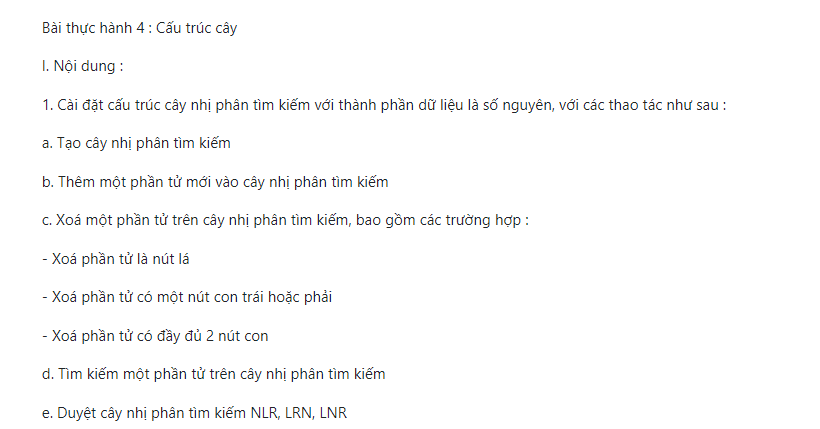 Bài thực hành 4 : Cấu trúc cây
I. Nội dung :
1. Cài đặt cấu trúc cây nhị phân tìm kiếm với thành phần dữ liệu là số nguyên, với các thao tác như sau :
a. Tạo cây nhị phân tìm kiếm
b. Thêm một phần tử mới vào cây nhị phân tìm kiếm
c. Xoá một phần tử trên cây nhị phân tìm kiếm, bao gồm các trường hợp :
- Xoá phần tử là nút lá
- Xoá phần tử có một nút con trái hoặc phải
- Xoá phần tử có đầy đủ 2 nút con
d. Tìm kiếm một phần tử trên cây nhị phân tìm kiếm
e. Duyệt cây nhị phân tìm kiếm NLR, LRN, LNR